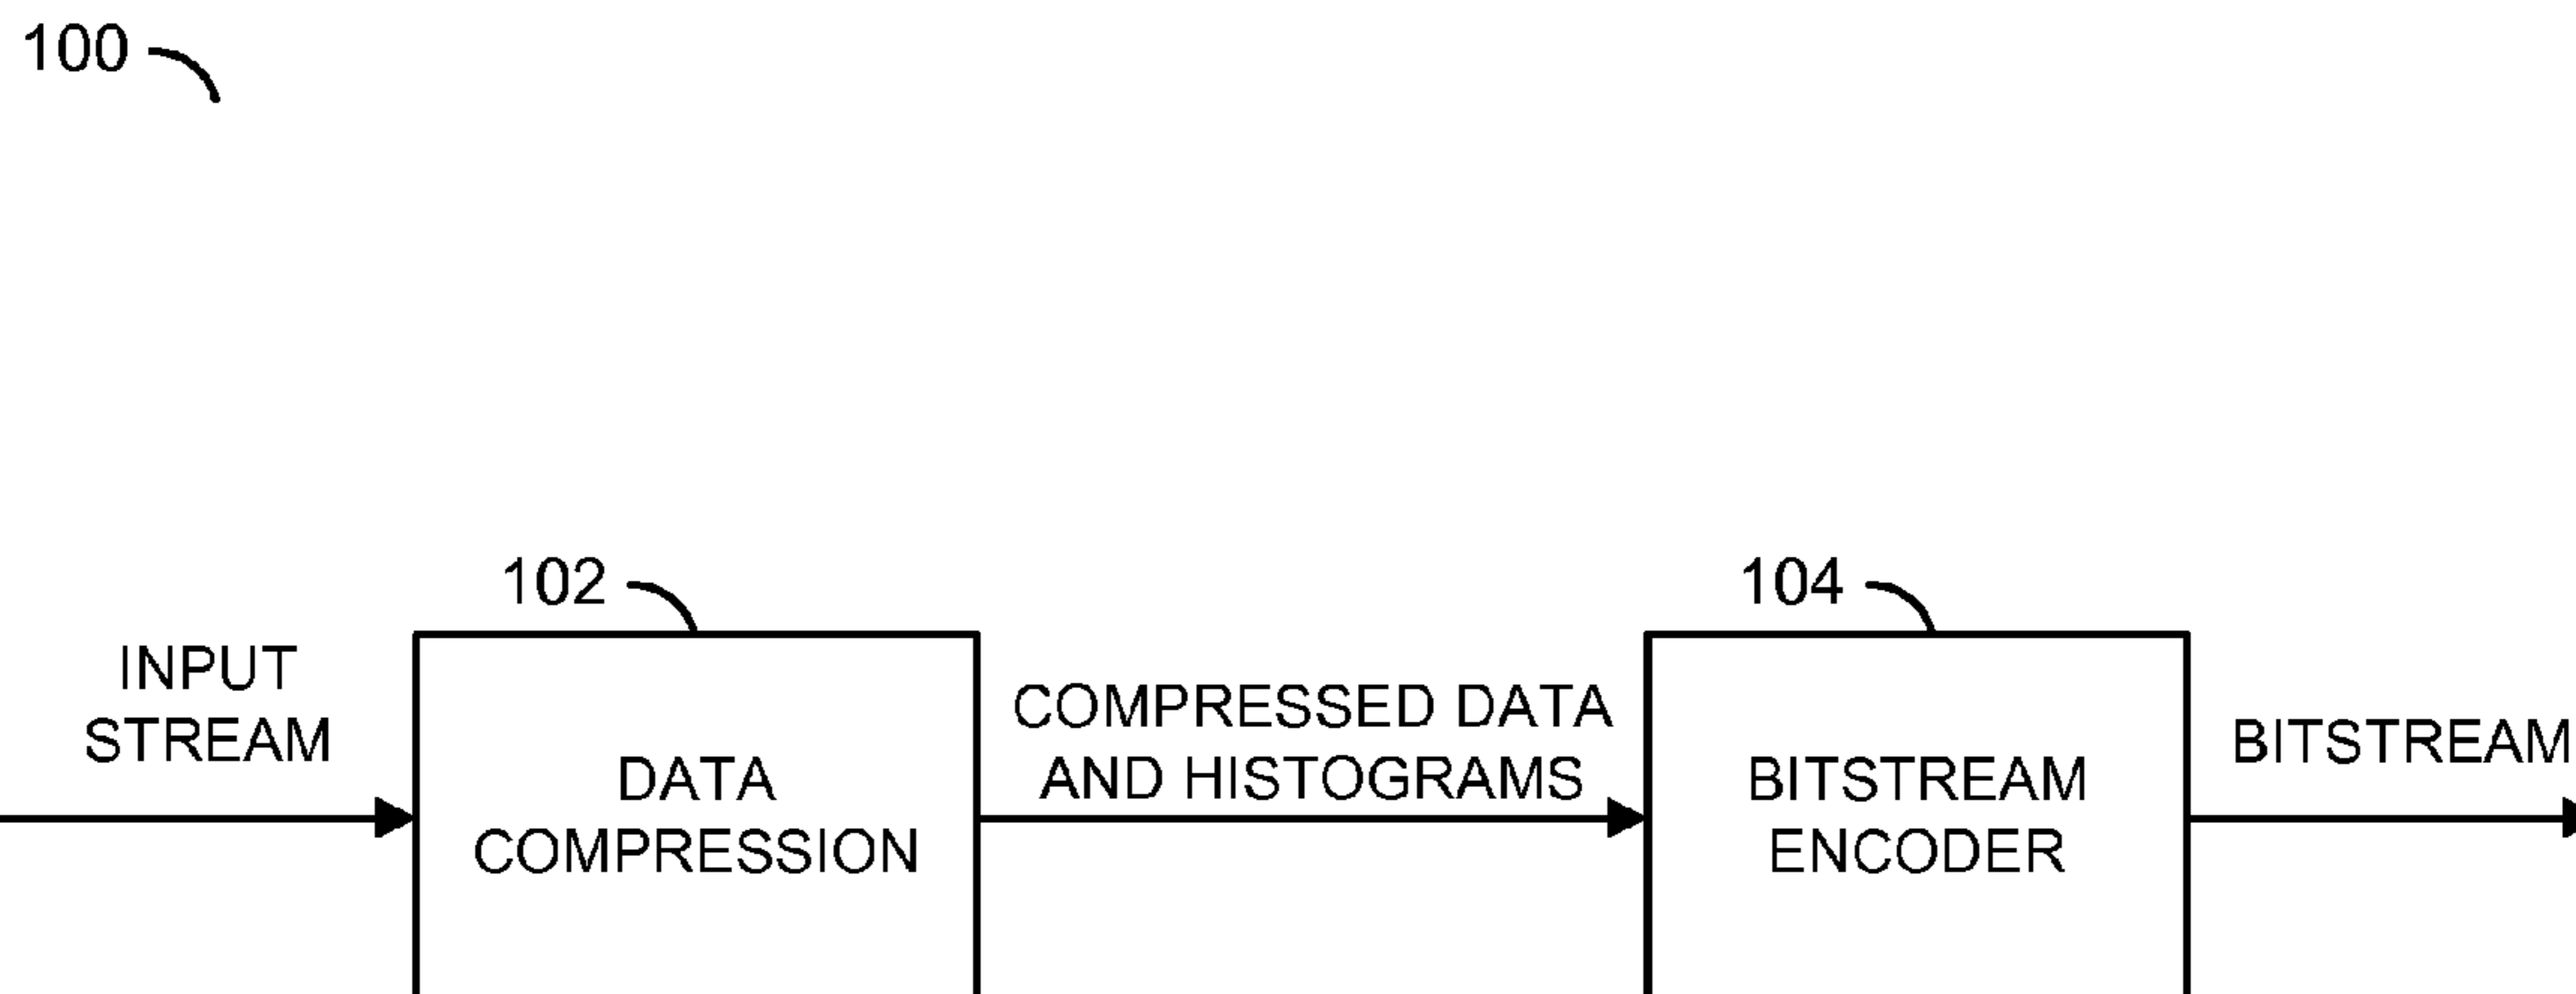 100
102
104
INPUT
STREAM
DATA
COMPRESSION
COMPRESSED DATA
AND HISTOGRAMS
BITSTREAM
ENCODER
BITSTREAM